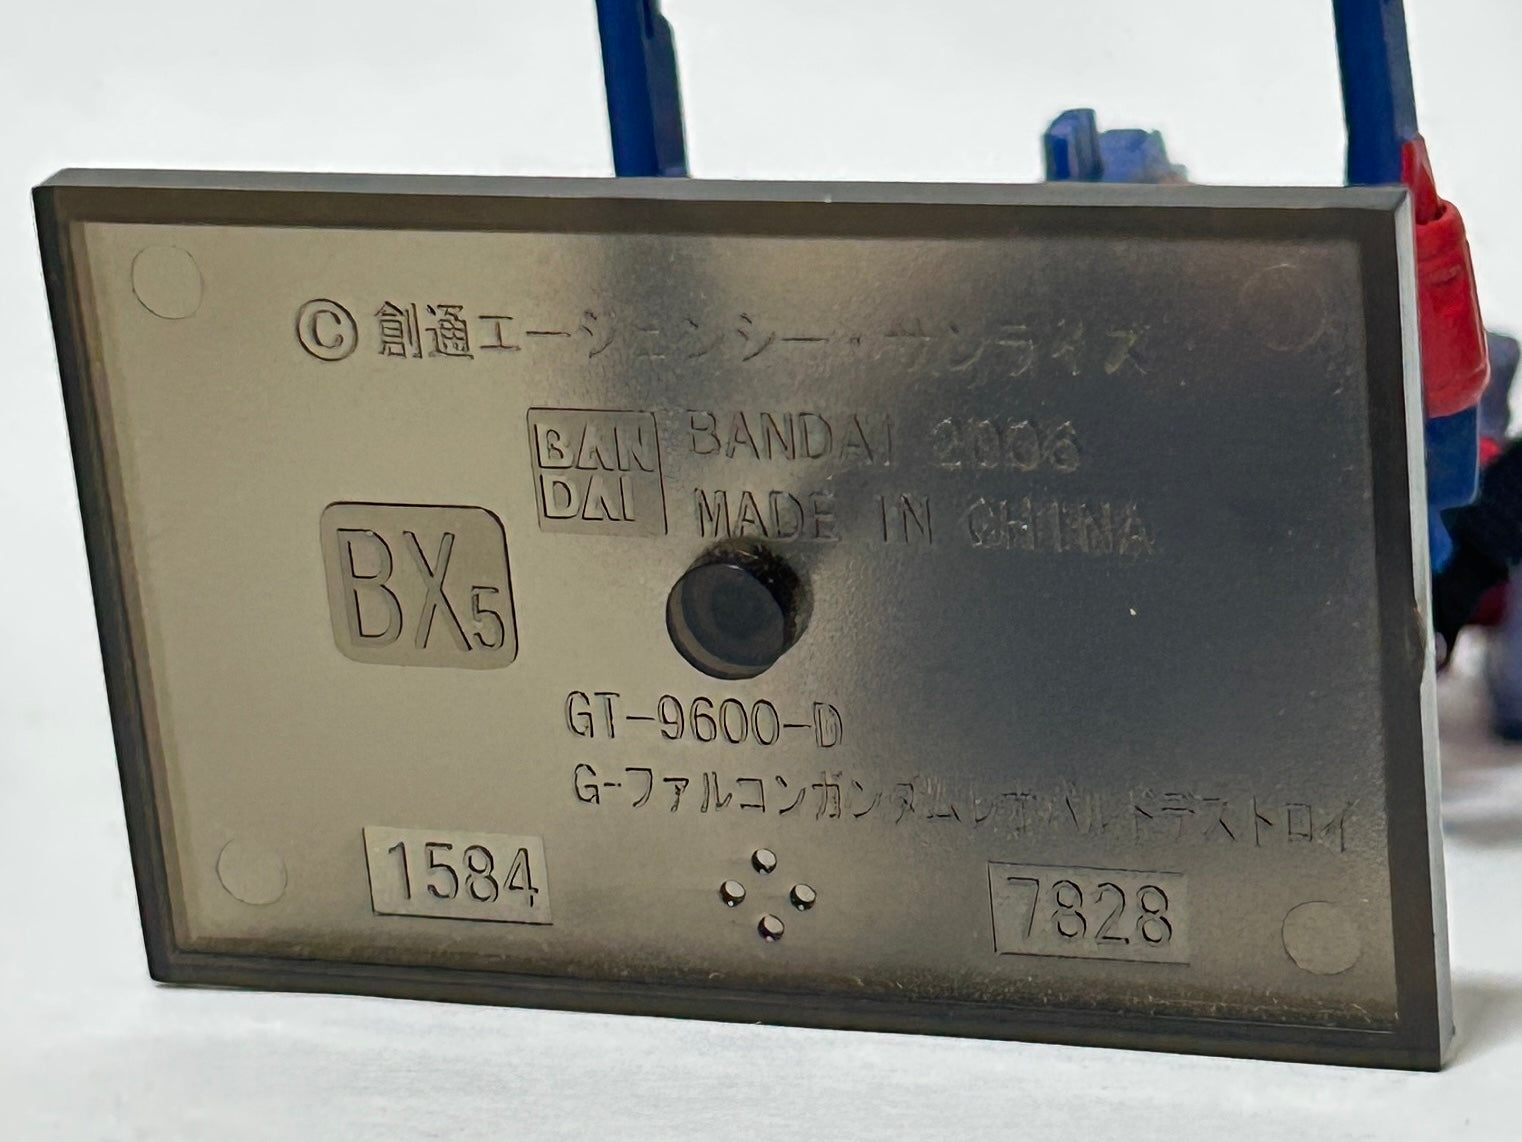 © 創通エージェンシー・サンライズ
BAN
DAI
BANDAI 2006
MADE IN CHINA
BX5
GT-9600-D
G-ファルコンガンダムレオパルドデストロイ
1584
7828